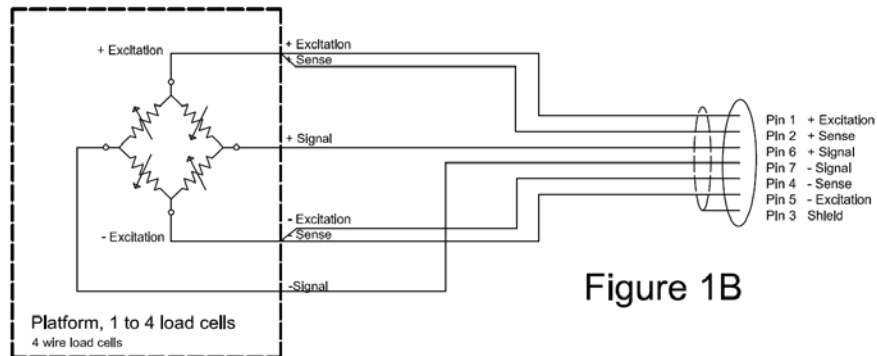 + Excitation
+ Excitation
+ Sense
+ Signal
- Excitation
- Sense
- Excitation
-Signal
Platform, 1 to 4 load cells
4 wire load cells
Pin 1 + Excitation
Pin 2 + Sense
Pin 6 + Signal
Pin 7 - Signal
Pin 4 - Sense
Pin 5 - Excitation
Pin 3 Shield
Figure 1B